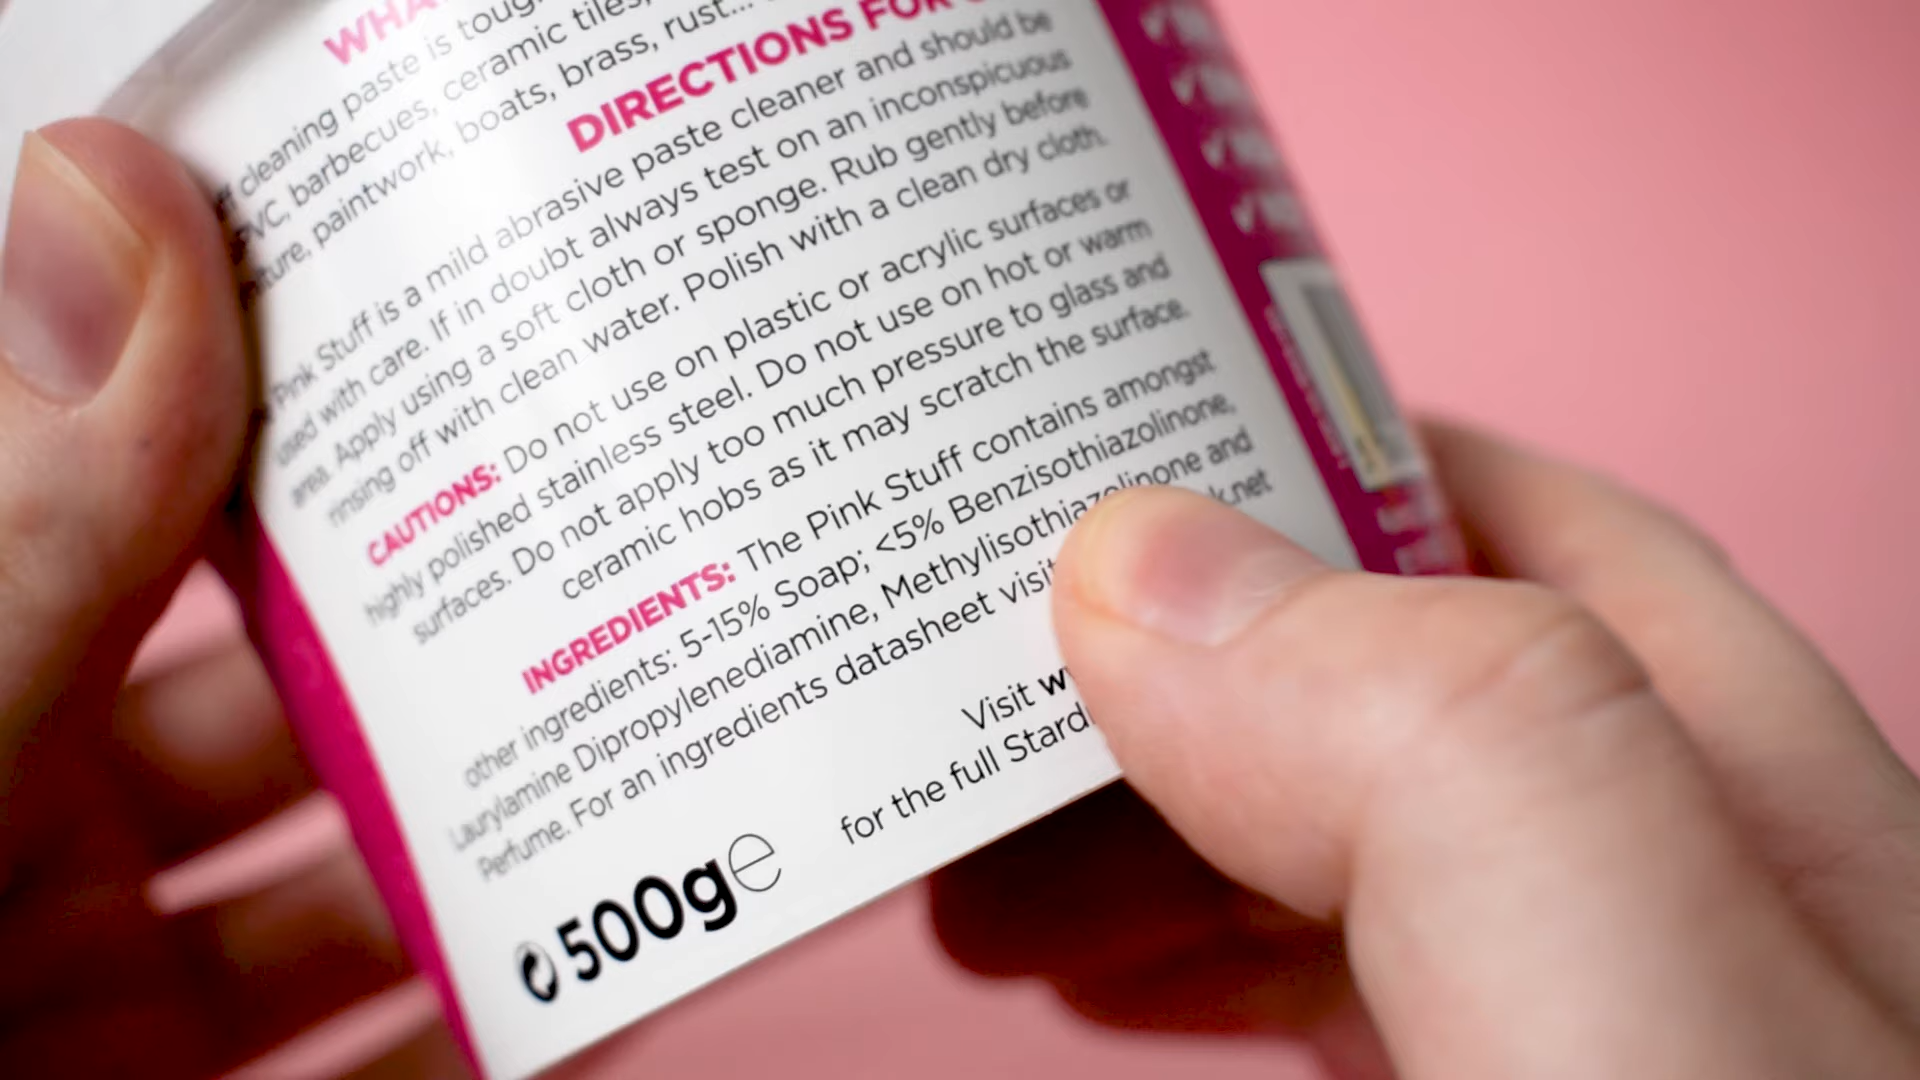 WHA
cleaning paste is toug
PVC, barbecues, ceramic tiles,
ture, paintwork, boats, brass, rust...
DIRECTIONS FOR
Pink Stuff is a mild abrasive paste cleaner and should be
used with care. If in doubt always test on an inconspicuous
area. Apply using a soft cloth or sponge. Rub gently before
rinsing off with clean water. Polish with a clean dry cloth.
CAUTIONS: Do not use on plastic or acrylic surfaces or
highly polished stainless steel. Do not use on hot or warm
surfaces. Do not apply too much pressure to glass and
ceramic hobs as it may scratch the surface.
INGREDIENTS: The Pink Stuff contains amongst
other ingredients: 5-15% Soap; <5% Benzisothiazolinone,
Laurylamine Dipropylenediamine, Methylisothiazolinone and
Perfume. For an ingredients datasheet visit k.net
Visit w
for the full Stard
500g e